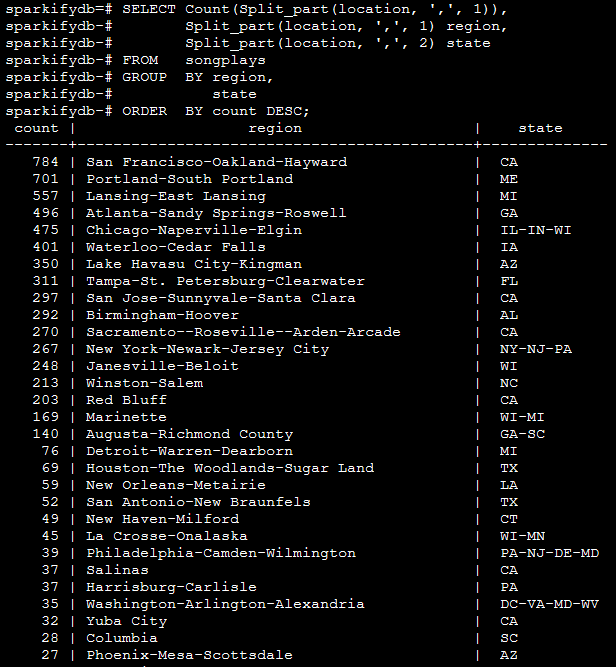 sparkifydb=# SELECT Count(Split_part(location, ',', 1)),
sparkifydb-#        Split_part(location, ',', 1) region,
sparkifydb-#        Split_part(location, ',', 2) state
sparkifydb-# FROM   songplays
sparkifydb-# GROUP  BY region,
sparkifydb-#           state
sparkifydb-# ORDER  BY count DESC;
 count |                   region                    |    state
-------+---------------------------------------------+--------------
   784 | San Francisco-Oakland-Hayward               |  CA
   701 | Portland-South Portland                     |  ME
   557 | Lansing-East Lansing                        |  MI
   496 | Atlanta-Sandy Springs-Roswell               |  GA
   475 | Chicago-Naperville-Elgin                    |  IL-IN-WI
   401 | Waterloo-Cedar Falls                        |  IA
   350 | Lake Havasu City-Kingman                    |  AZ
   311 | Tampa-St. Petersburg-Clearwater             |  FL
   297 | San Jose-Sunnyvale-Santa Clara              |  CA
   292 | Birmingham-Hoover                           |  AL
   270 | Sacramento--Roseville--Arden-Arcade         |  CA
   267 | New York-Newark-Jersey City                 |  NY-NJ-PA
   248 | Janesville-Beloit                           |  WI
   213 | Winston-Salem                               |  NC
   203 | Red Bluff                                   |  CA
   169 | Marinette                                   |  WI-MI
   140 | Augusta-Richmond County                     |  GA-SC
    76 | Detroit-Warren-Dearborn                     |  MI
    69 | Houston-The Woodlands-Sugar Land            |  TX
    59 | New Orleans-Metairie                        |  LA
    52 | San Antonio-New Braunfels                   |  TX
    49 | New Haven-Milford                           |  CT
    45 | La Crosse-Onalaska                          |  WI-MN
    39 | Philadelphia-Camden-Wilmington              |  PA-NJ-DE-MD
    37 | Salinas                                     |  CA
    37 | Harrisburg-Carlisle                         |  PA
    35 | Washington-Arlington-Alexandria             |  DC-VA-MD-WV
    32 | Yuba City                                   |  CA
    28 | Columbia                                    |  SC
    27 | Phoenix-Mesa-Scottsdale                     |  AZ